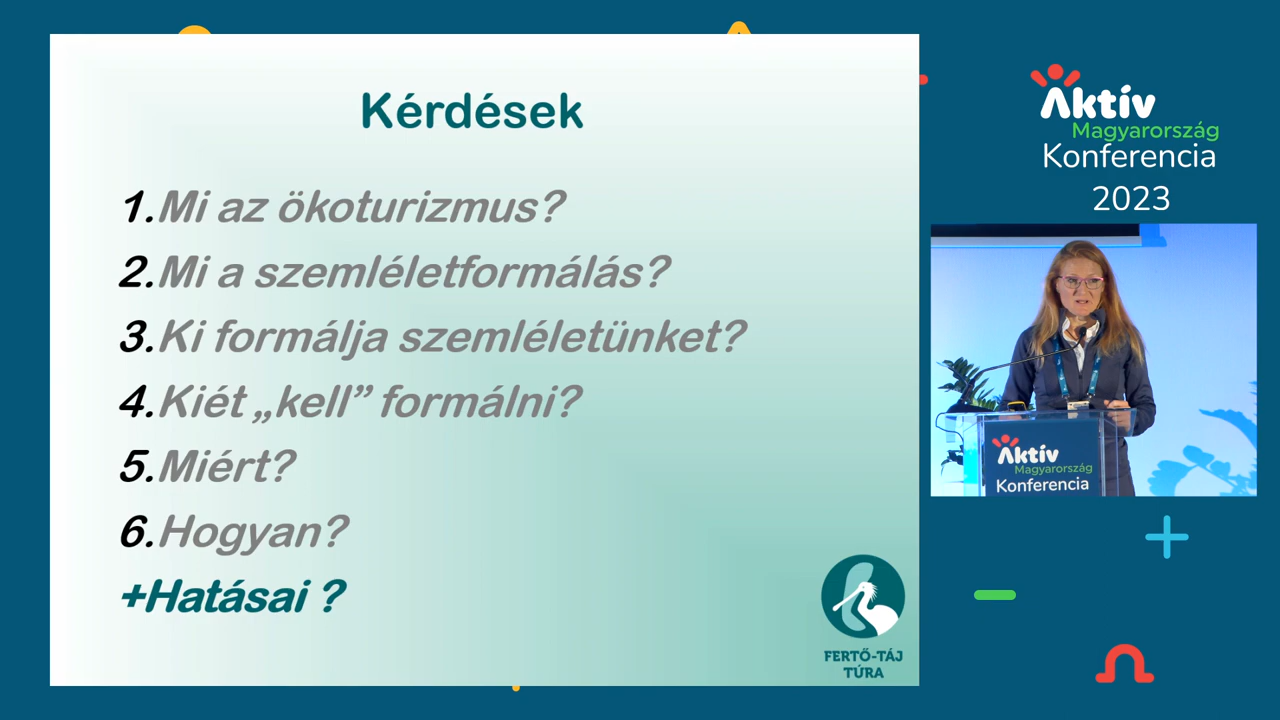 Kérdések
1.Mi az ökoturizmus?
2.Mi a szemléletformálás?
3.Ki formálja szemléletünket?
4.Kiét „kell” formálni?
5.Miért?
6.Hogyan?
+Hatásai ?
FERTŐ-TÁJ
TÚRA
Aktív
Magyarország
Konferencia
2023
Aktív
Magyarország
Konferencia